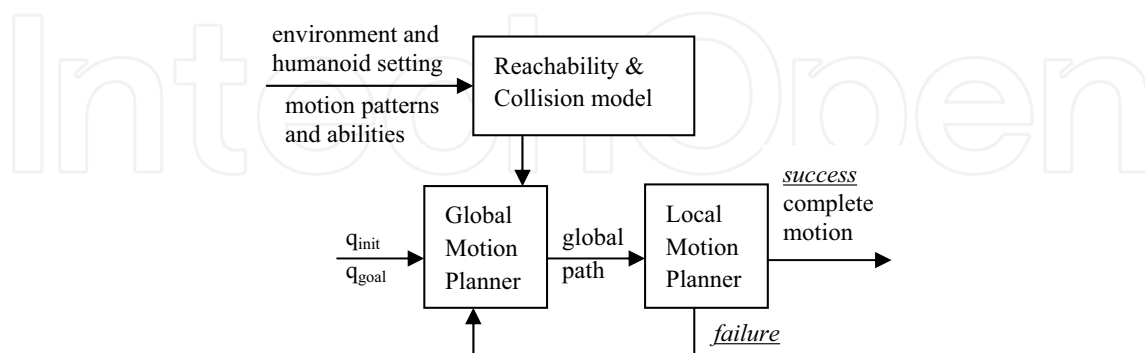 IntechOpen
environment and
humanoid setting
motion patterns
and abilities
Reachability &
Collision model
q_init
q_goal
Global
Motion
Planner
global
path
Local
Motion
Planner
success
complete
motion
failure